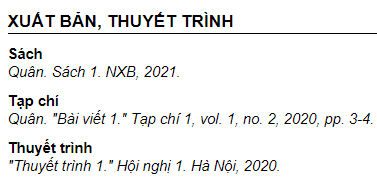 XUẤT BẢN, THUYẾT TRÌNH
Sách
Quân. Sách 1. NXB, 2021.
Tạp chí
Quân. "Bài viết 1." Tạp chí 1, vol. 1, no. 2, 2020, pp. 3-4.
Thuyết trình
"Thuyết trình 1." Hội nghị 1. Hà Nội, 2020.